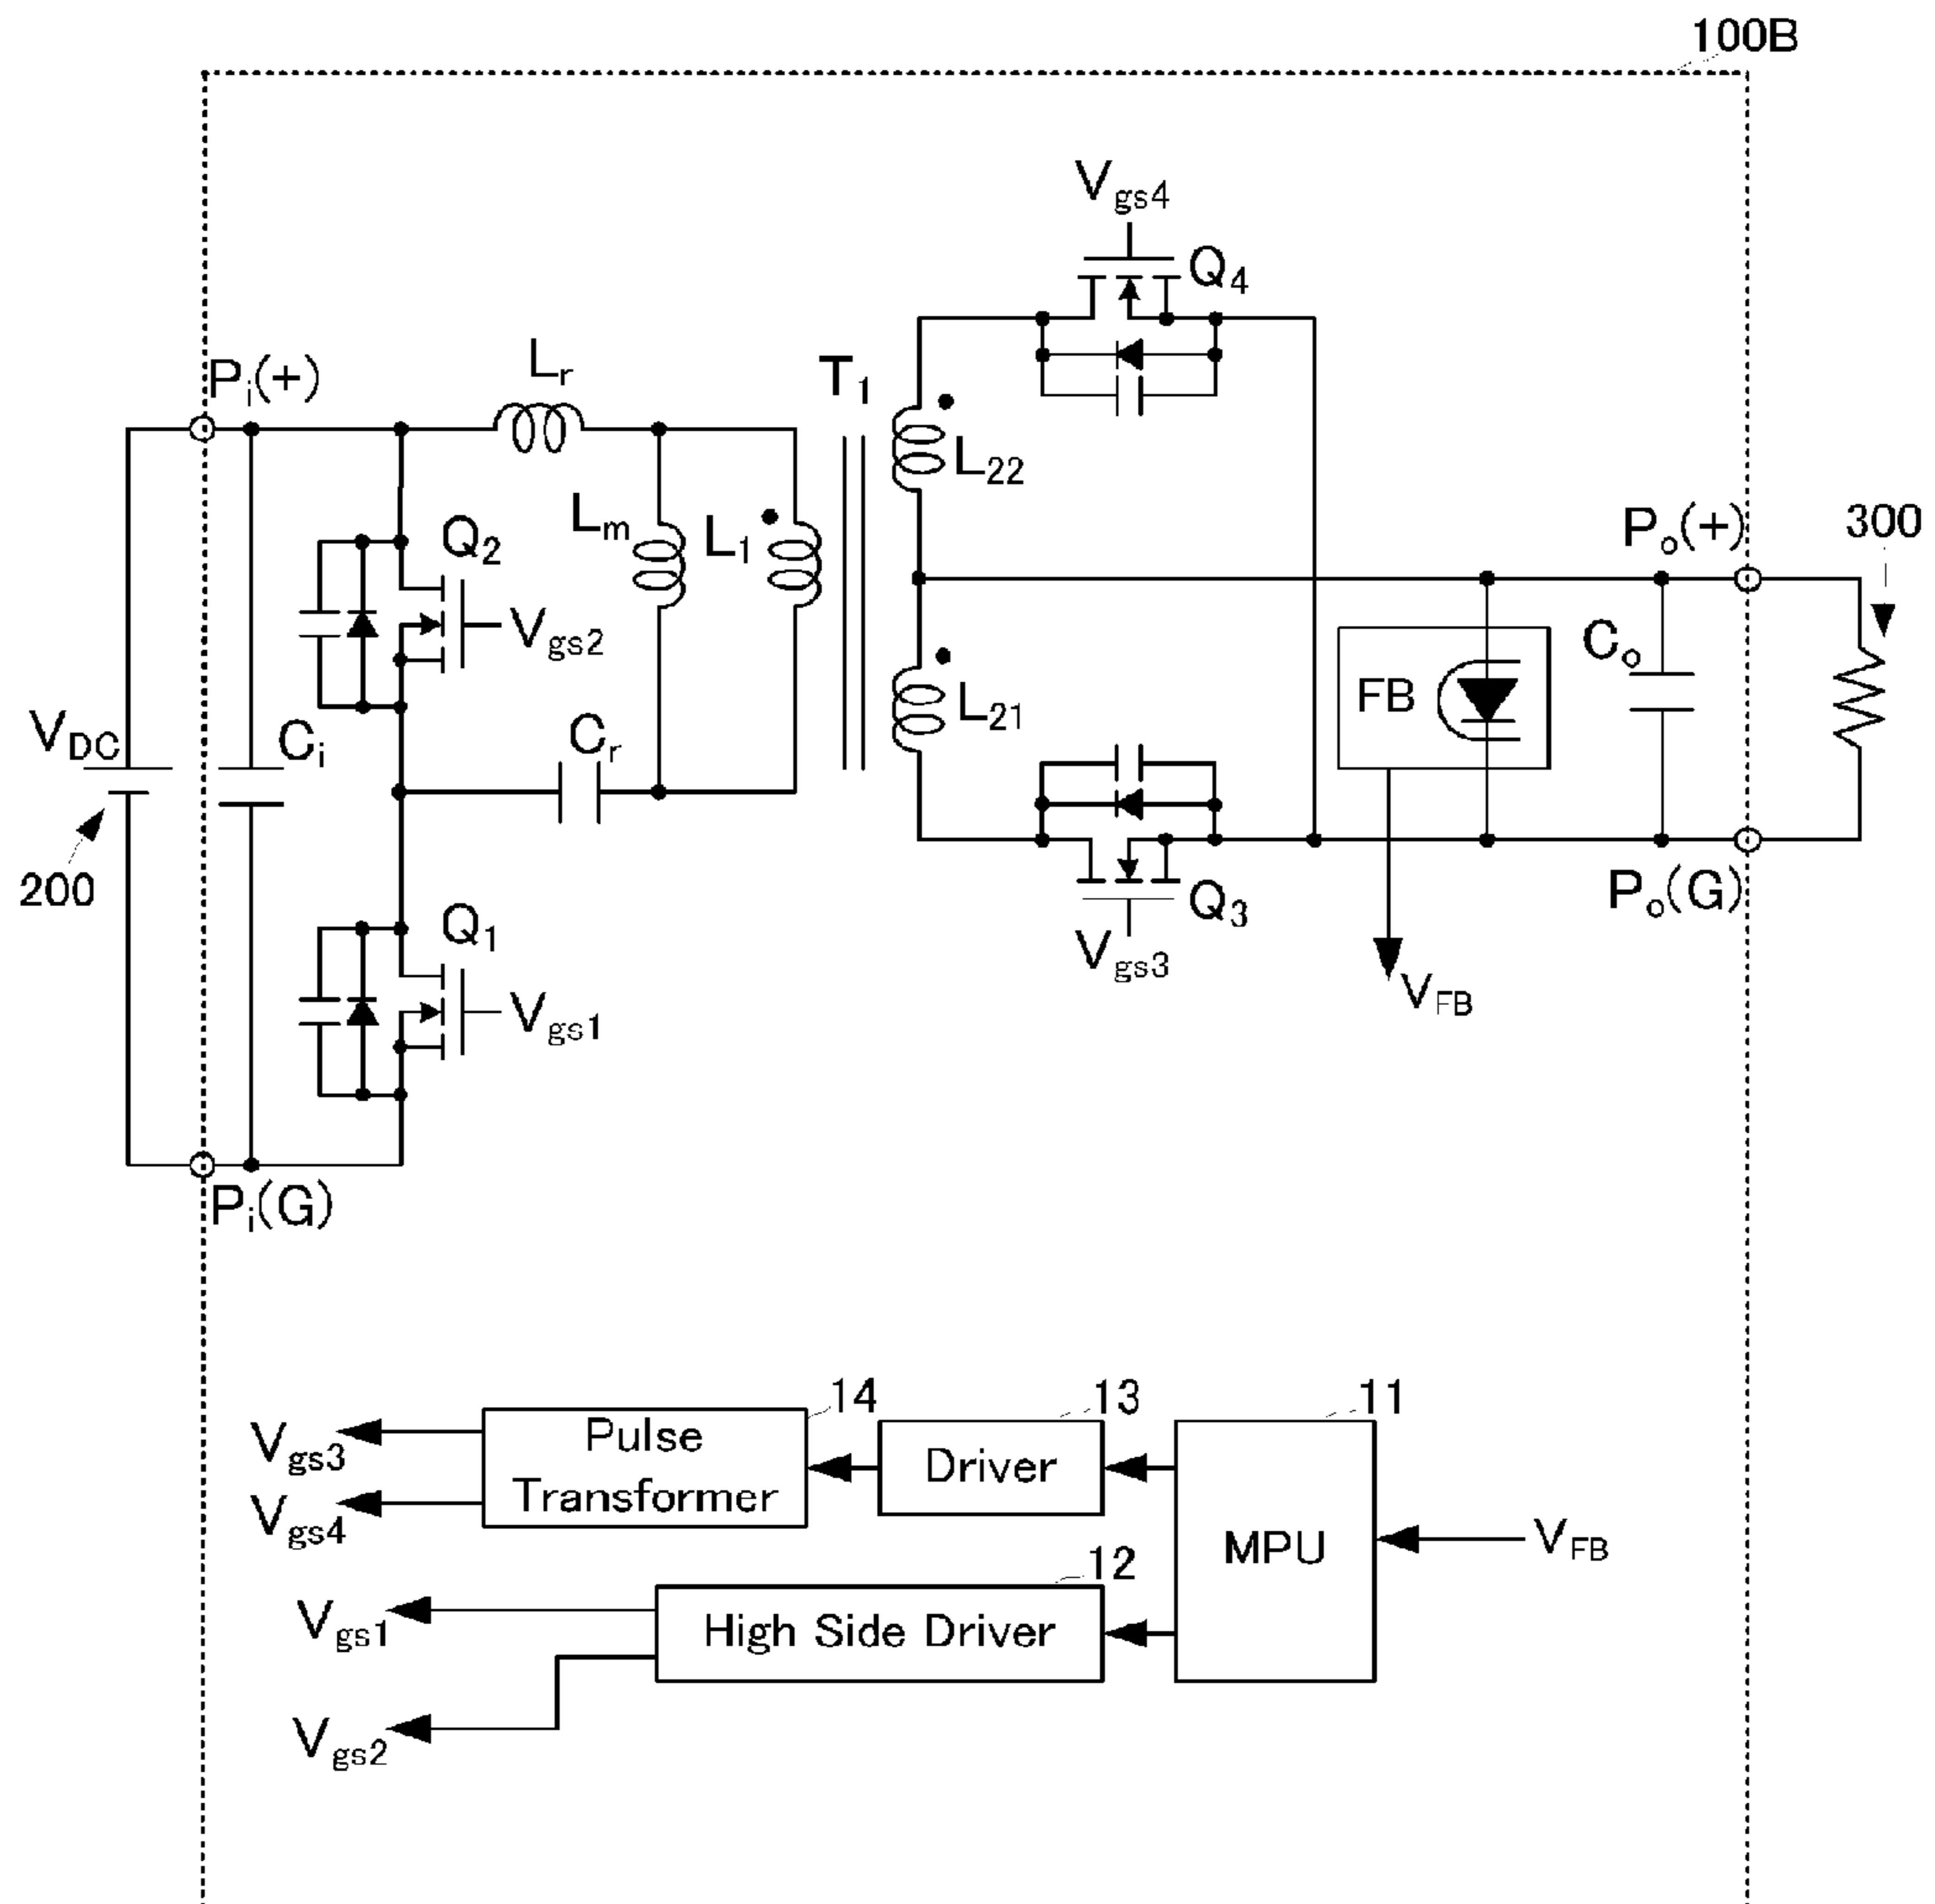 100B
Vgs4
Q4
Lr
T1
Pi(+)
L22
Lm
L1
Q2
Po(+)
300
Vgs2
Co
FB
L21
VDC
Ci
Cr
200
Q1
Q3
Po(G)
Vgs3
VFB
Vgs1
Pi(G)
14
13
11
Vgs3
Pulse
Transformer
Driver
Vgs4
MPU
VFB
12
Vgs1
High Side Driver
Vgs2